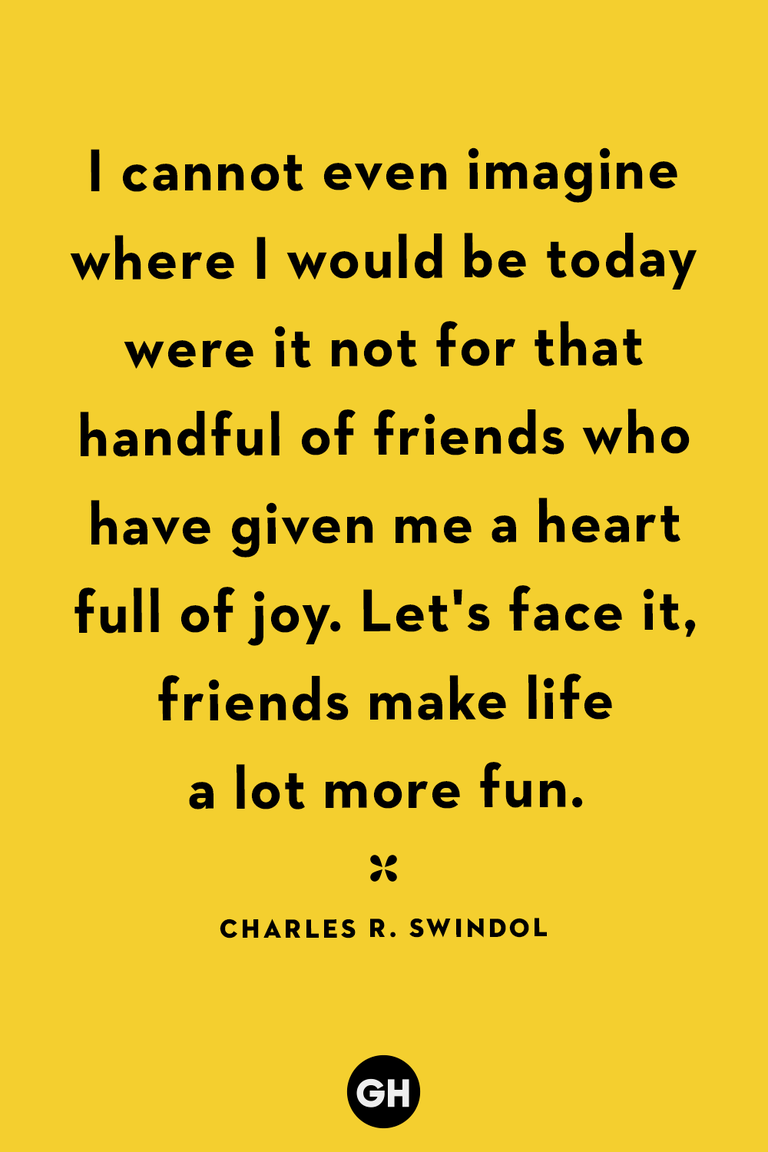 I cannot even imagine
where I would be today
were it not for that
handful of friends who
have given me a heart
full of joy. Let's face it,
friends make life
a lot more fun.
CHARLES R. SWINDOL
GH